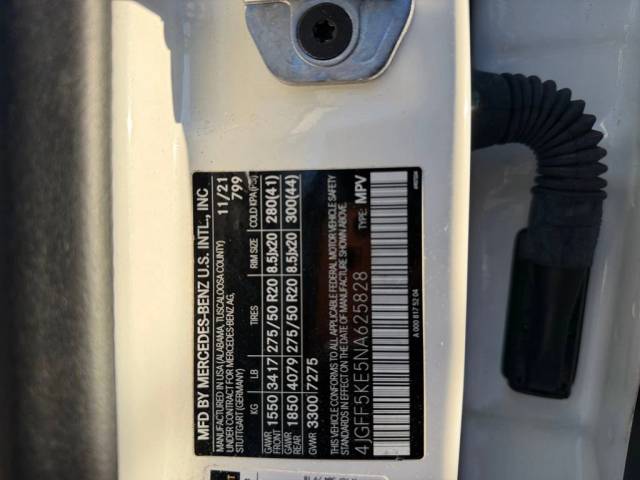 MFD BY MERCEDES-BENZ U.S. INTL., INC
MANUFACTURED IN USA (ALABAMA, TUSCALOOSA COUNTY) 11/21
UNDER CONTRACT FOR MERCEDES-BENZ AG, 799
STUTTGART (GERMANY)
KG LB TIRES RIM SIZE COLD KPA(PSI)
GAWR FRONT 1550 3417 275/50 R20 8.5Jx20 280(41)
GAWR REAR 1850 4079 275/50 R20 8.5Jx20 300(44)
GVWR 3300 7275
THIS VEHICLE CONFORMS TO ALL APPLICABLE FEDERAL MOTOR VEHICLE SAFETY
STANDARDS IN EFFECT ON THE DATE OF MANUFACTURE SHOWN ABOVE.
4JGFF5KE5NA625828 TYPE: MPV
A 000 817 52 04